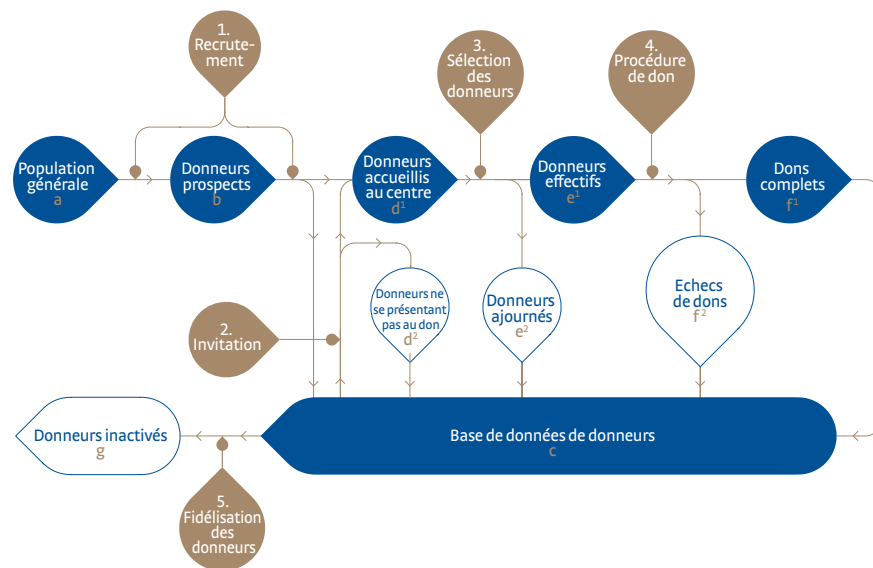 1.
Recrute-
ment
3.
Sélection
des
donneurs
4.
Procédure
de don
Population
générale
a
Donneurs
prospects
b
Donneurs
accueillis
au centre
d1
Donneurs
effectifs
e1
Dons
complets
f1
2.
Invitation
Donneurs ne
se présentant
pas au don
d2
Donneurs
ajournés
e2
Echecs
de dons
f2
Donneurs inactivés
g
Base de données de donneurs
c
5.
Fidélisation
des
donneurs